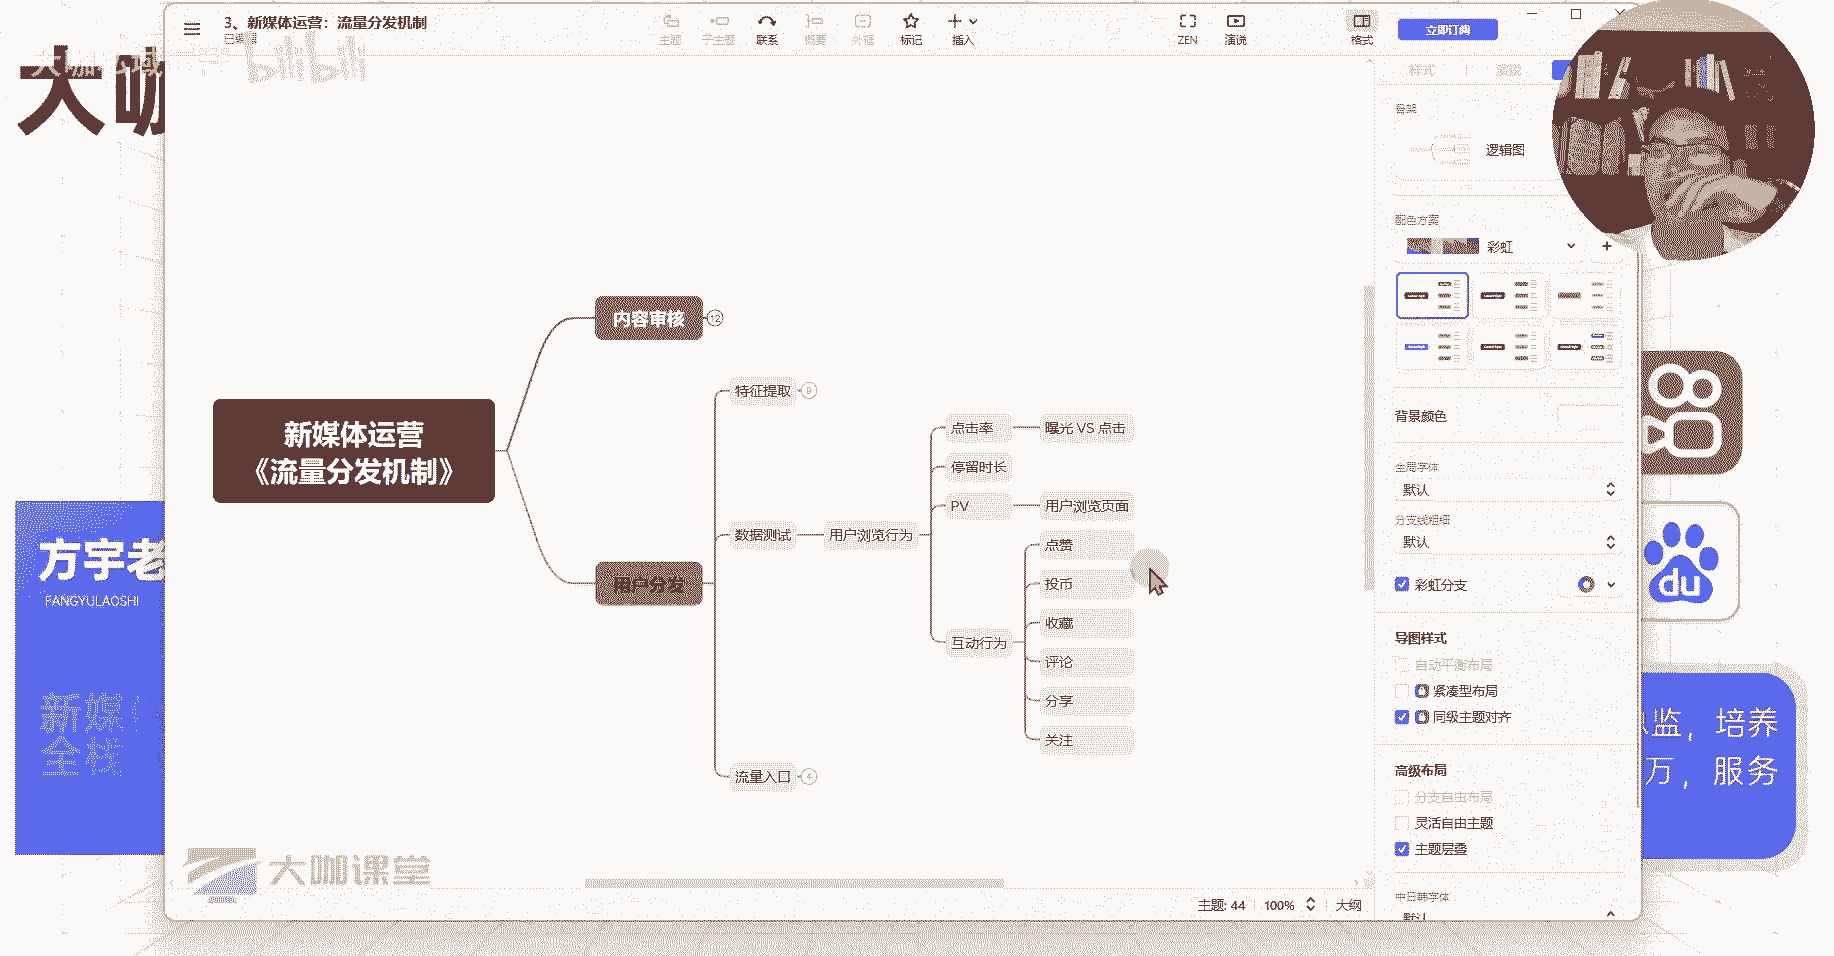 3、新媒体运营：流量分发机制
已编辑
主题
子主题
联系
概要
外框
标记
插入
ZEN
演说
格式
立即订阅
bilibili
大咖
样式
演说
骨架
逻辑图
配色方案
彩虹
内容审核
12
特征提取
9
新媒体运营
《流量分发机制》
点击率
曝光 VS 点击
停留时长
PV
用户浏览页面
数据测试
用户浏览行为
点赞
投币
用户分发
收藏
互动行为
评论
分享
关注
流量入口
4
背景颜色
全局字体
默认
分支线粗细
默认
彩虹分支
导图样式
自动平衡布局
紧凑型布局
同级主题对齐
高级布局
分支自由布局
灵活自由主题
主题层叠
中日韩字体
默认
方宇老
FANGYULAOSHI
新媒
全栈
du
监，培养
万，服务
大咖课堂
主题: 44
100%
大纲